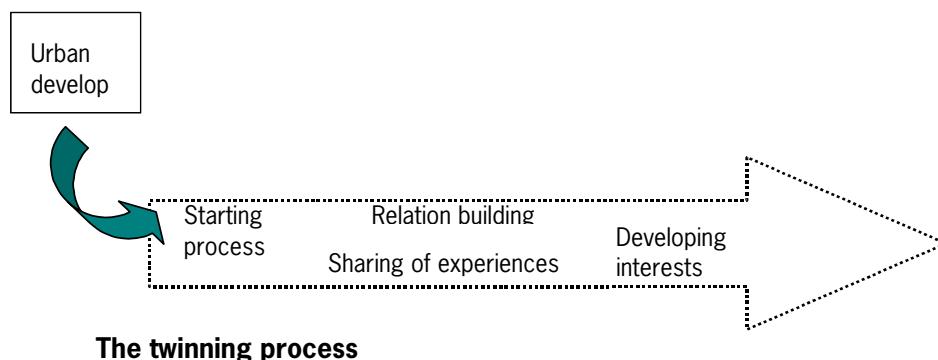 Urban
develop
Starting
process
Relation building
Sharing of experiences
Developing
interests
The twinning process